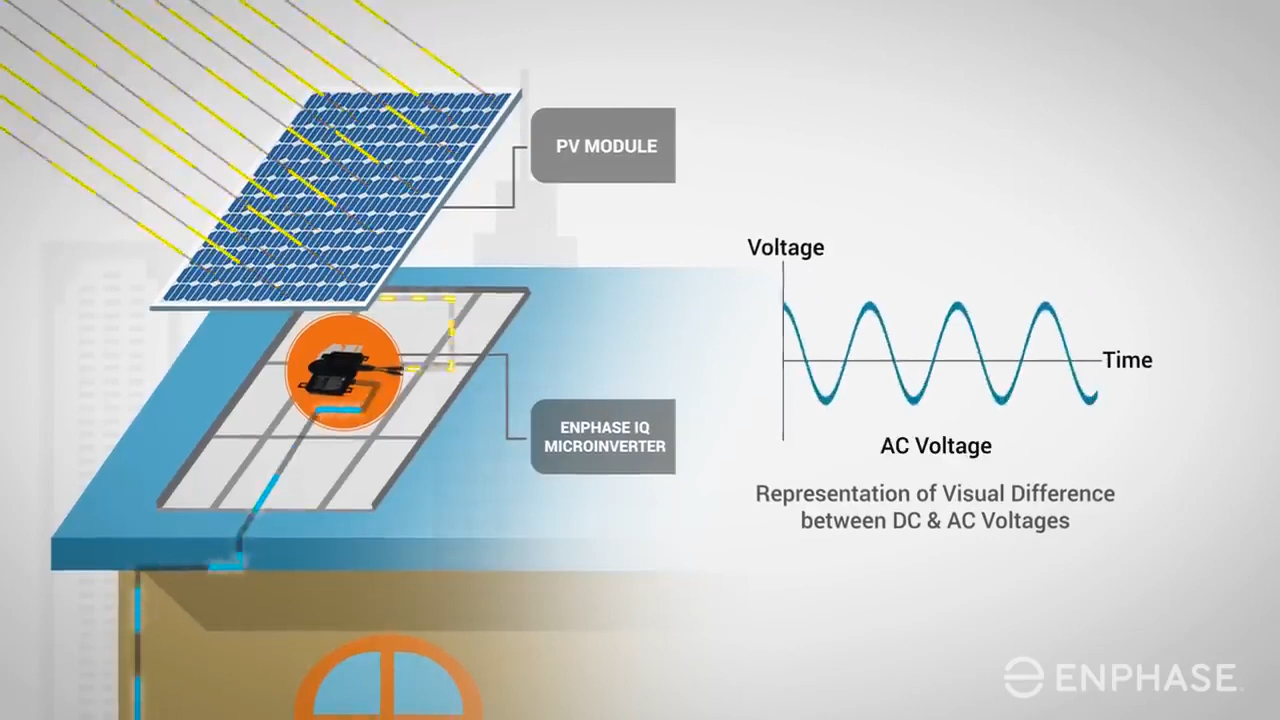 PV MODULE
Voltage
Time
ENPHASE IQ
MICROINVERTER
AC Voltage
Representation of Visual Difference
between DC & AC Voltages
ENPHASE